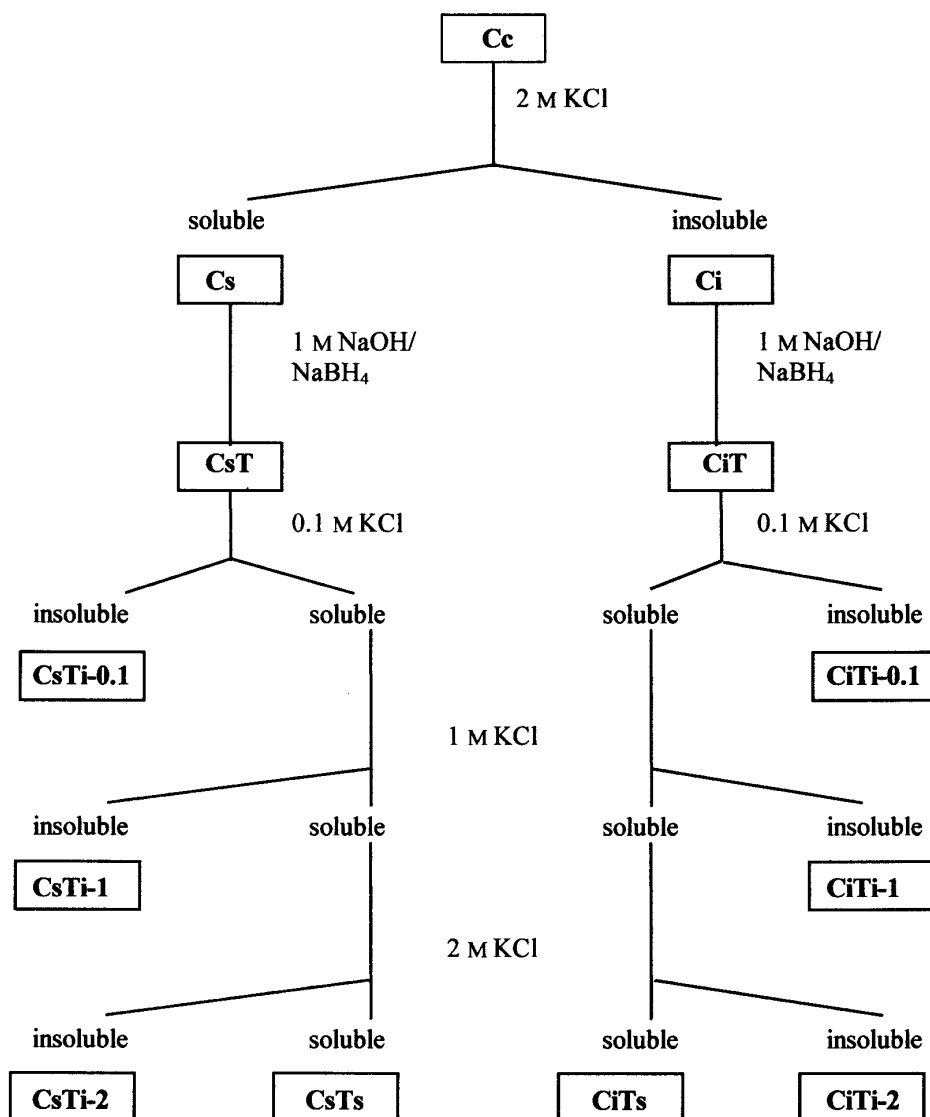 Cc
2 M KCl
soluble insoluble
Cs Ci
1 M NaOH/ 1 M NaOH/
NaBH₄ NaBH₄
CsT CiT
0.1 M KCl 0.1 M KCl
insoluble soluble soluble insoluble
CsTi-0.1 CiTi-0.1
1 M KCl
insoluble soluble soluble insoluble
CsTi-1 CiTi-1
2 M KCl
insoluble soluble soluble insoluble
CsTi-2 CsTs CiTs CiTi-2